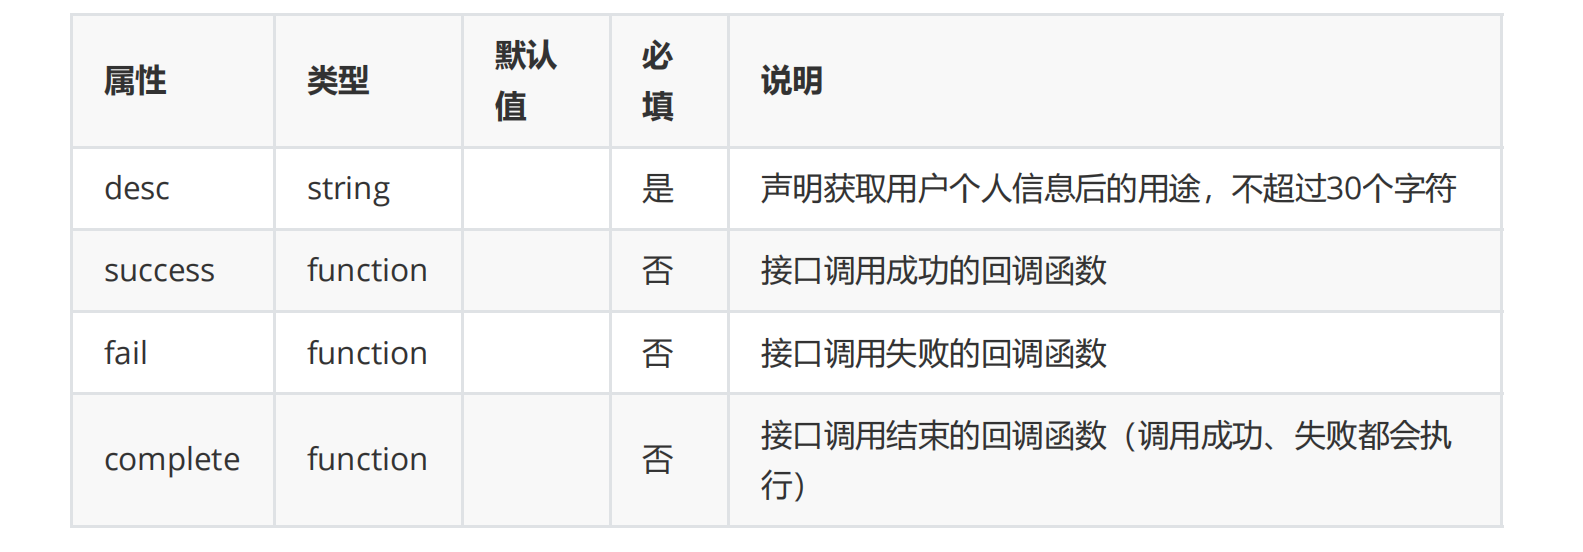 属性 类型 默认值 必填 说明
desc string 是 声明获取用户个人信息后的用途，不超过30个字符
success function 否 接口调用成功的回调函数
fail function 否 接口调用失败的回调函数
complete function 否 接口调用结束的回调函数（调用成功、失败都会执
行）